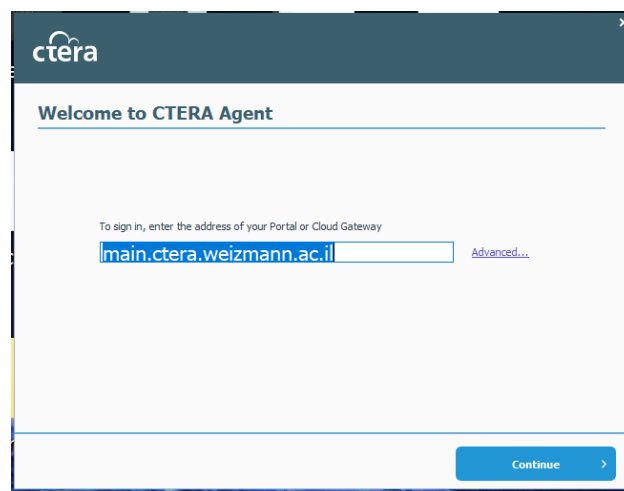 ctera
Welcome to CTERA Agent
To sign in, enter the address of your Portal or Cloud Gateway
main.ctera.weizmann.ac.il
Advanced...
Continue